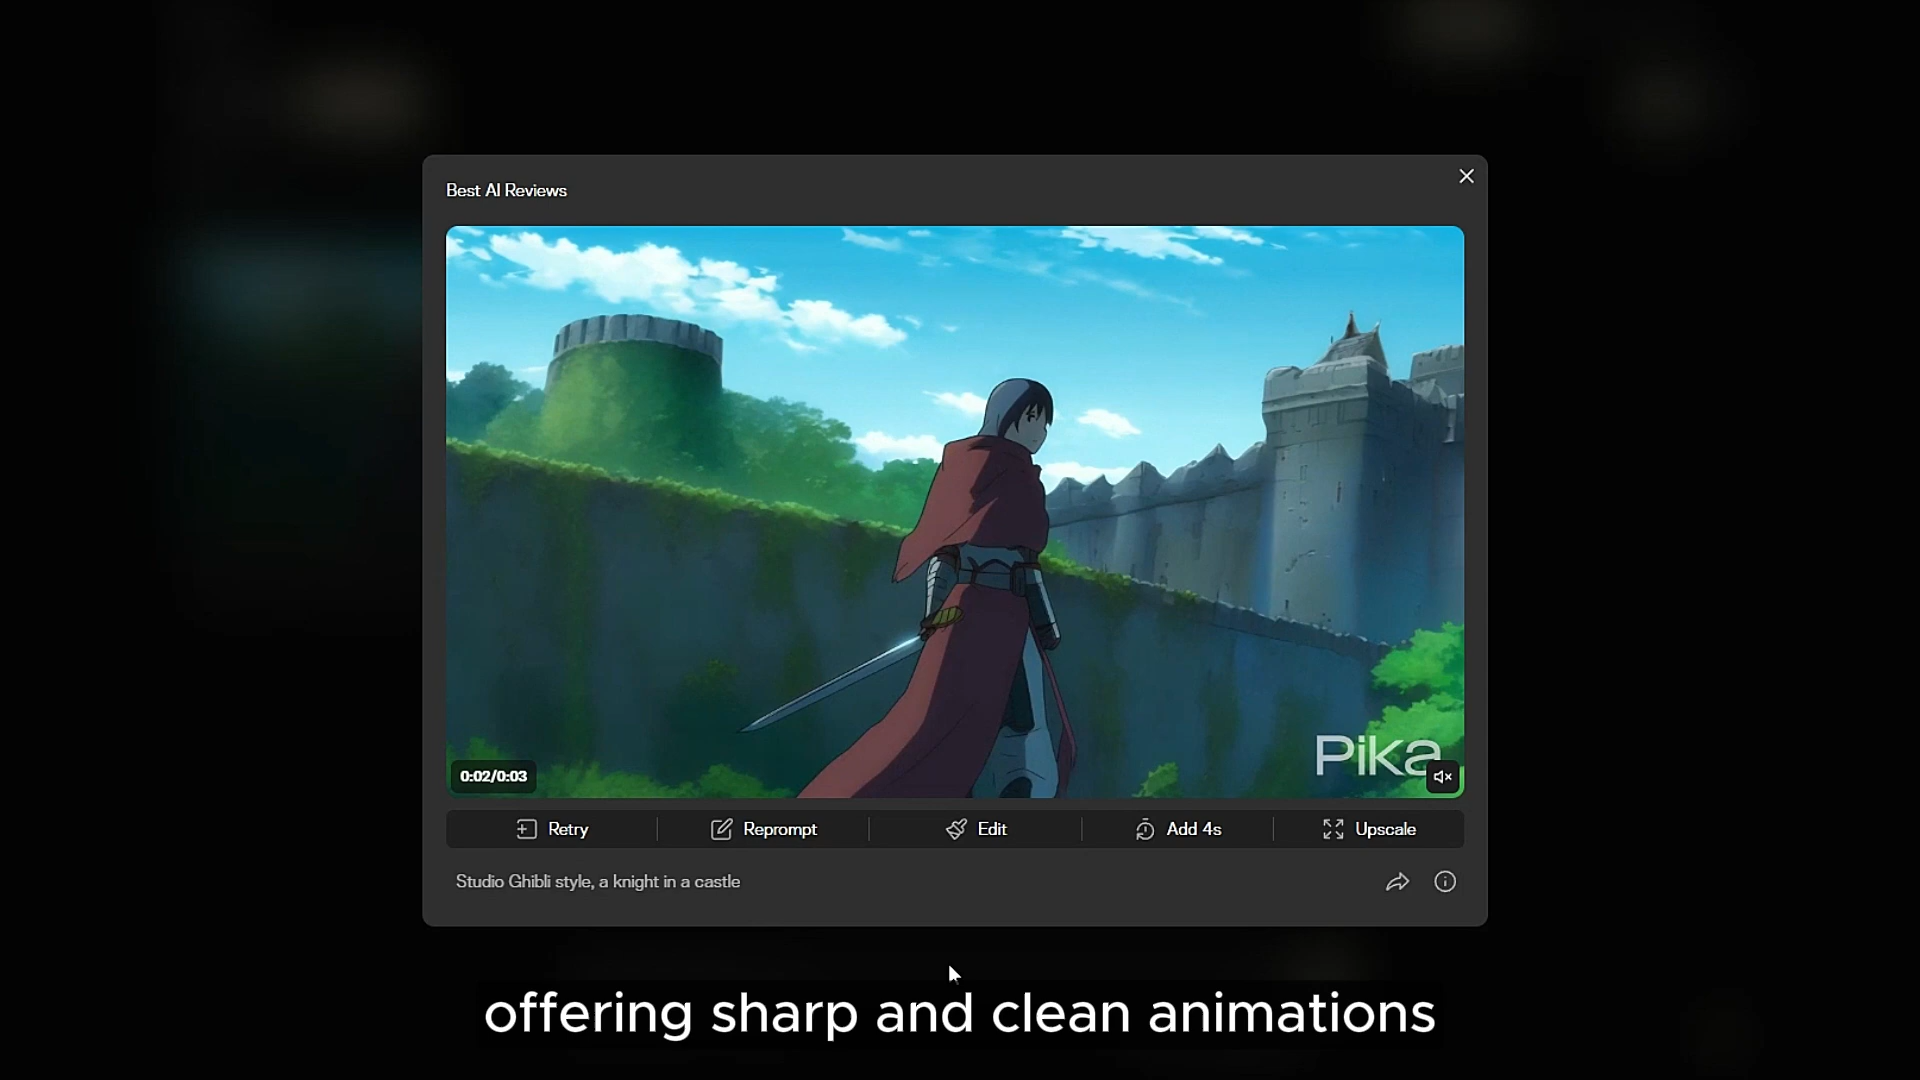 Best AI Reviews
Pika
0:02/0:03
Retry
Reprompt
Edit
Add 4s
Upscale
Studio Ghibli style, a knight in a castle
offering sharp and clean animations